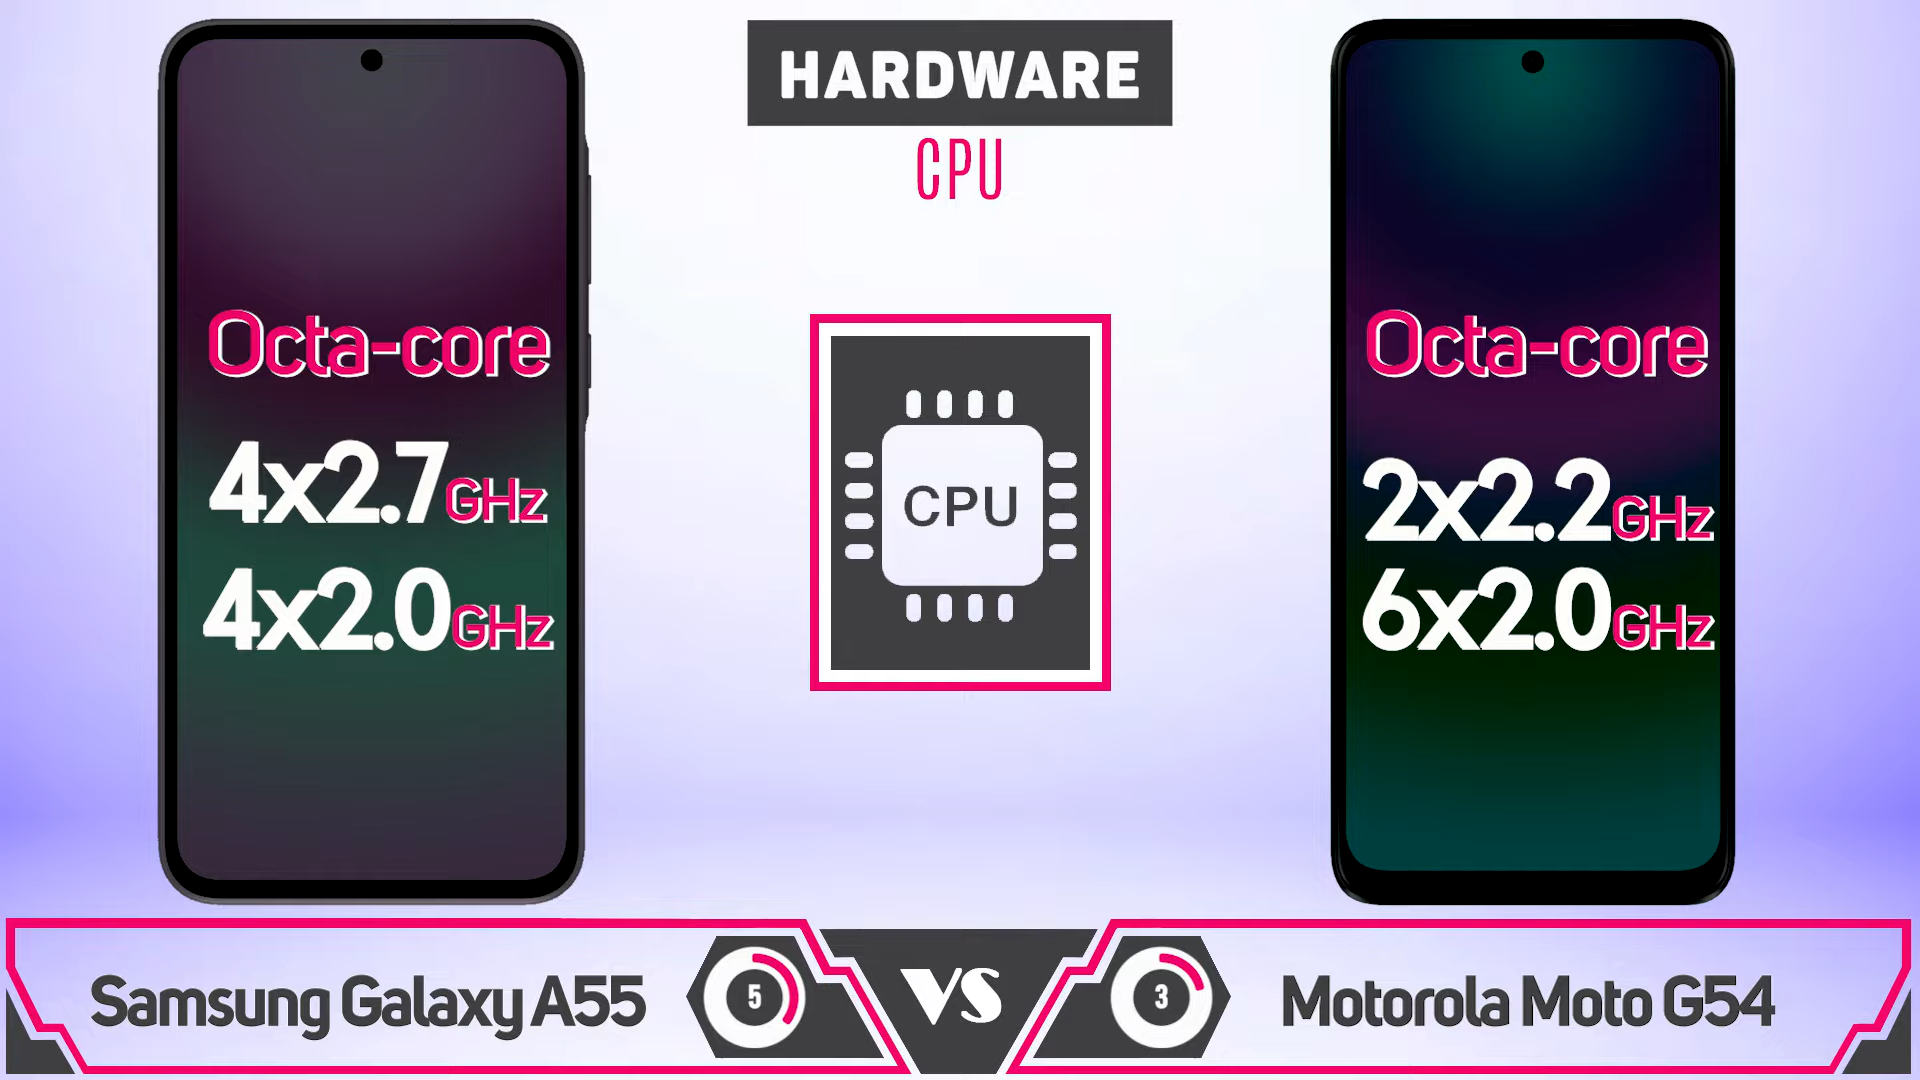 HARDWARE
CPU
Octa-core
4x2.7GHz
4x2.0GHz
CPU
Octa-core
2x2.2GHz
6x2.0GHz
Samsung Galaxy A55
5
VS
3
Motorola Moto G54